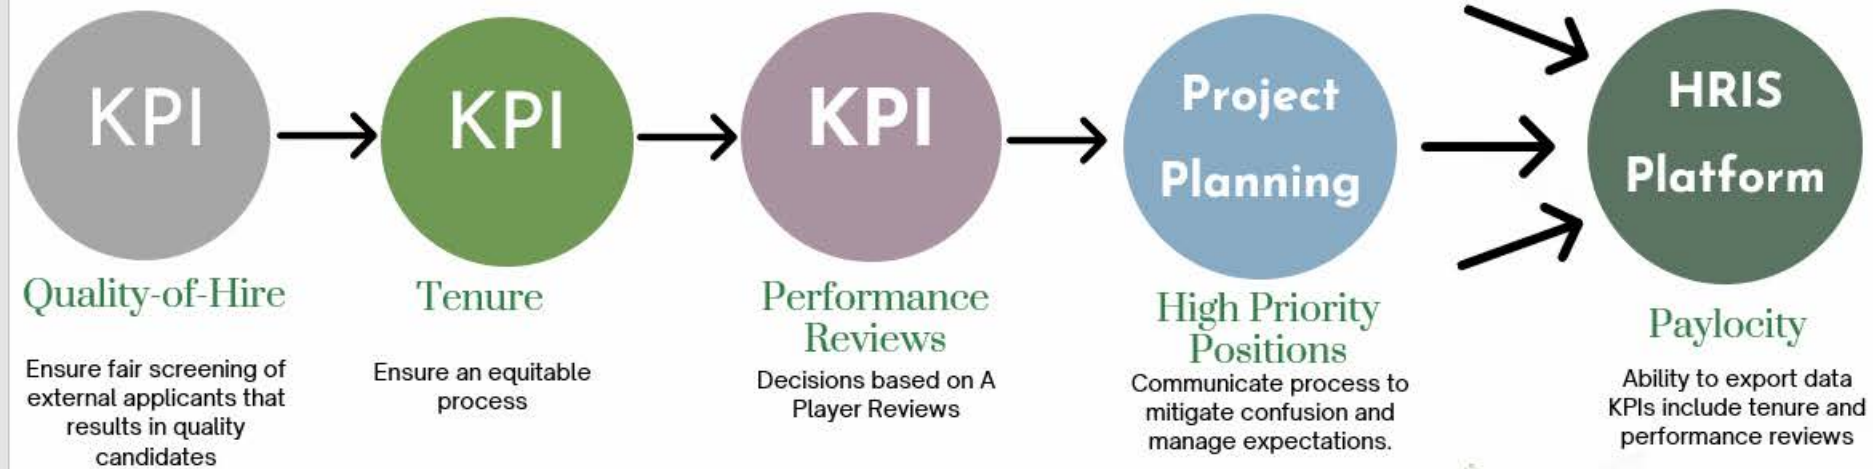 KPI
Quality-of-Hire
Ensure fair screening of
external applicants that
results in quality
candidates
KPI
Tenure
Ensure an equitable
process
KPI
Performance
Reviews
Decisions based on A
Player Reviews
Project
Planning
High Priority
Positions
Communicate process to
mitigate confusion and
manage expectations.
HRIS
Platform
Paylocity
Ability to export data
KPIs include tenure and
performance reviews